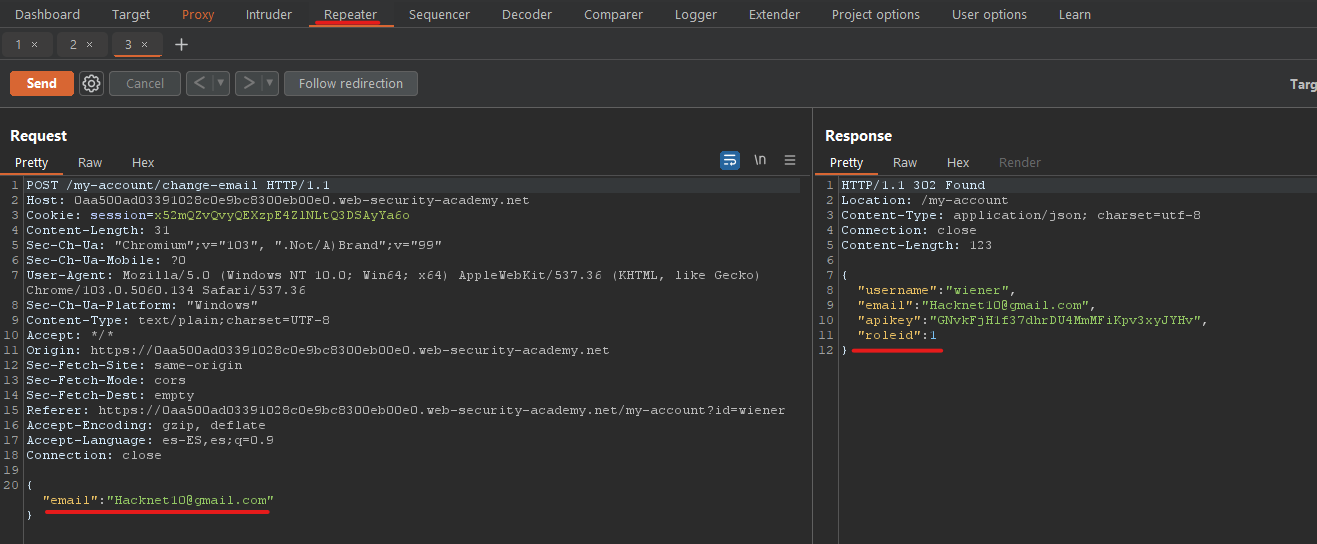 Dashboard Target Proxy Intruder Repeater Sequencer Decoder Comparer Logger Extender Project options User options Learn
1 × 2 × 3 × +
Send Cancel < > Follow redirection Targ
Request
Pretty Raw Hex \n
1 POST /my-account/change-email HTTP/1.1
2 Host: 0aa500ad03391028c0e9bc8300eb00e0.web-security-academy.net
3 Cookie: session=x52mQZvQvyQEXzpE4ZlNLtQ3DSAyYa6o
4 Content-Length: 31
5 Sec-Ch-Ua: "Chromium";v="103", ".Not/A)Brand";v="99"
6 Sec-Ch-Ua-Mobile: ?0
7 User-Agent: Mozilla/5.0 (Windows NT 10.0; Win64; x64) AppleWebKit/537.36 (KHTML, like Gecko)
Chrome/103.0.5060.134 Safari/537.36
8 Sec-Ch-Ua-Platform: "Windows"
9 Content-Type: text/plain;charset=UTF-8
10 Accept: */*
11 Origin: https://0aa500ad03391028c0e9bc8300eb00e0.web-security-academy.net
12 Sec-Fetch-Site: same-origin
13 Sec-Fetch-Mode: cors
14 Sec-Fetch-Dest: empty
15 Referer: https://0aa500ad03391028c0e9bc8300eb00e0.web-security-academy.net/my-account?id=wiener
16 Accept-Encoding: gzip, deflate
17 Accept-Language: es-ES,es;q=0.9
18 Connection: close
19
20 {
"email":"Hacknet10@gmail.com"
}
Response
Pretty Raw Hex Render
1 HTTP/1.1 302 Found
2 Location: /my-account
3 Content-Type: application/json; charset=utf-8
4 Connection: close
5 Content-Length: 123
6
7 {
8 "username":"wiener",
9 "email":"Hacknet10@gmail.com",
10 "apikey":"GNvkFjH1f37dhrDU4MmMFiKpv3xyJYHv",
11 "roleid":1
12 }